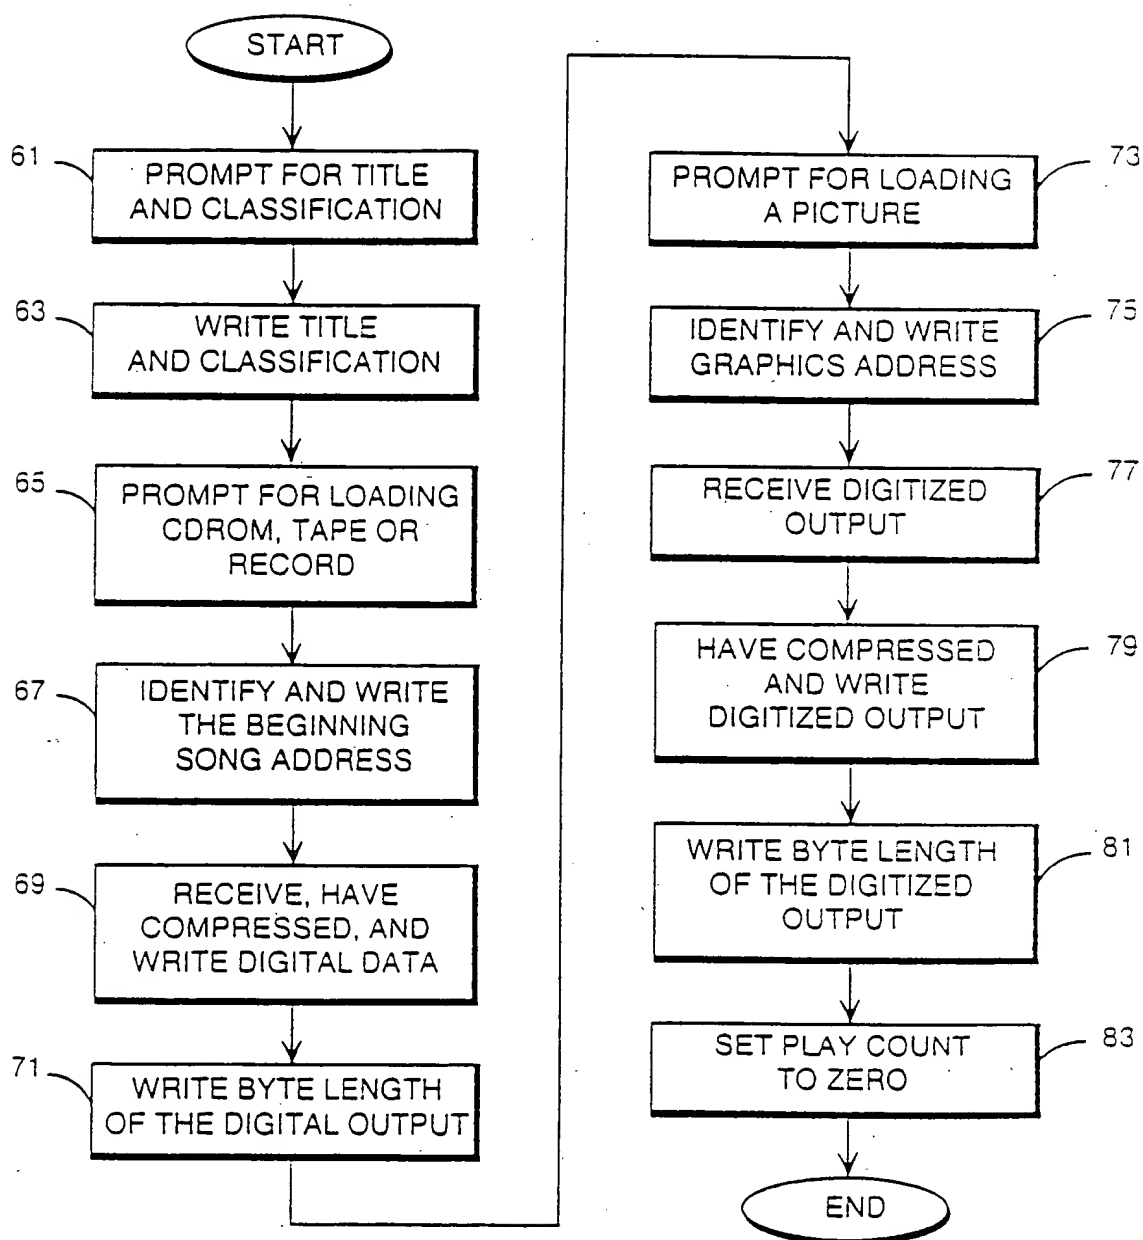 START
61
PROMPT FOR TITLE
AND CLASSIFICATION
63
WRITE TITLE
AND CLASSIFICATION
65
PROMPT FOR LOADING
CDROM, TAPE OR
RECORD
67
IDENTIFY AND WRITE
THE BEGINNING
SONG ADDRESS
69
RECEIVE, HAVE
COMPRESSED, AND
WRITE DIGITAL DATA
71
WRITE BYTE LENGTH
OF THE DIGITAL OUTPUT
73
PROMPT FOR LOADING
A PICTURE
75
IDENTIFY AND WRITE
GRAPHICS ADDRESS
77
RECEIVE DIGITIZED
OUTPUT
79
HAVE COMPRESSED
AND WRITE
DIGITIZED OUTPUT
81
WRITE BYTE LENGTH
OF THE DIGITIZED
OUTPUT
83
SET PLAY COUNT
TO ZERO
END